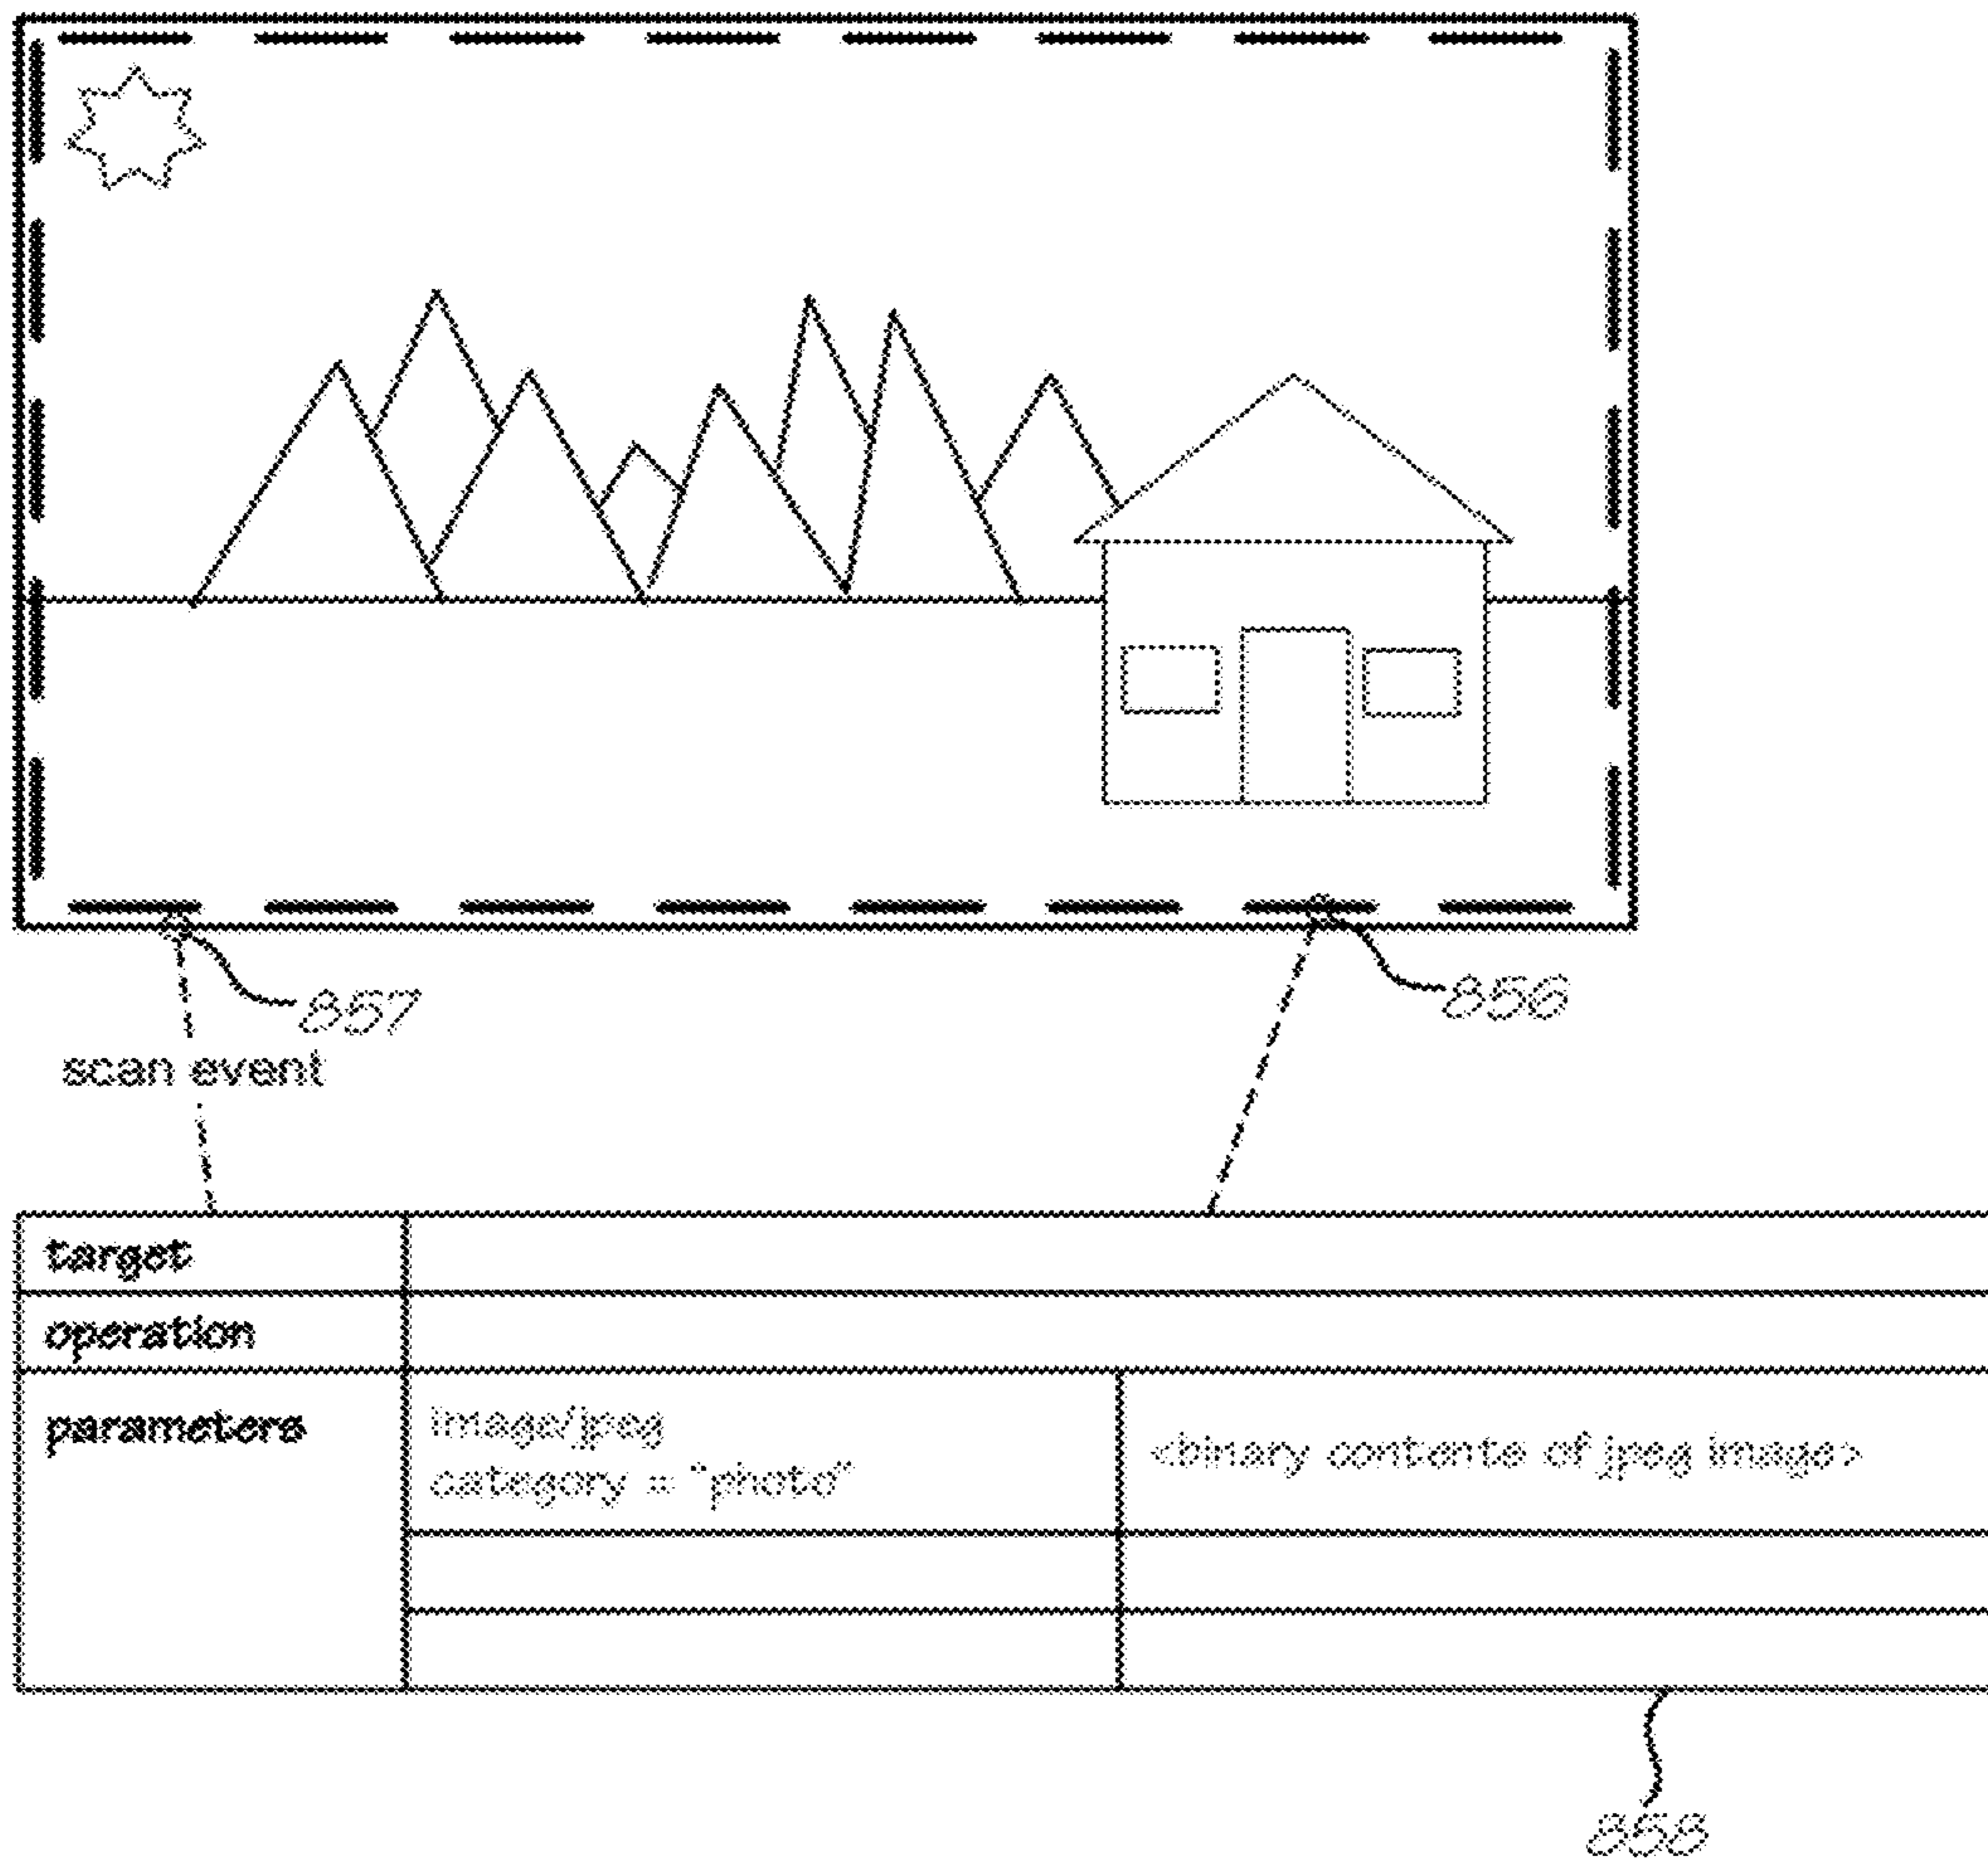 857
856
scan event
target
operation
parameters
image/jpeg
category = "photo"
<binary contents of jpeg image>
858